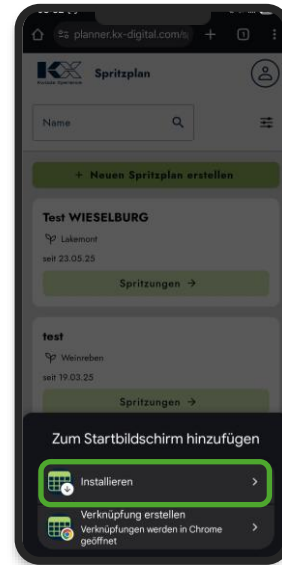 planner.kx-digital.com/s
1
KX
Spritzplan
Name
+ Neuen Spritzplan erstellen
Test WIESELBURG
Lakemont
seit 23.05.25
Spritzungen →
test
Weinreben
seit 19.03.25
Spritzungen →
Zum Startbildschirm hinzufügen
Installieren
Verknüpfung erstellen
Verknüpfungen werden in Chrome
geöffnet